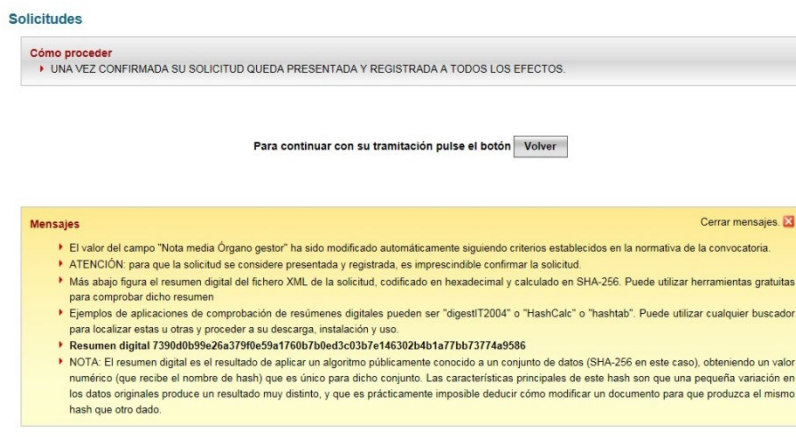 Solicitudes
Cómo proceder
UNA VEZ CONFIRMADA SU SOLICITUD QUEDA PRESENTADA Y REGISTRADA A TODOS LOS EFECTOS.
Para continuar con su tramitación pulse el botón Volver
Mensajes
Cerrar mensajes.
El valor del campo "Nota media Órgano gestor" ha sido modificado automáticamente siguiendo criterios establecidos en la normativa de la convocatoria.
ATENCIÓN: para que la solicitud se considere presentada y registrada, es imprescindible confirmar la solicitud.
Más abajo figura el resumen digital del fichero XML de la solicitud, codificado en hexadecimal y calculado en SHA-256. Puede utilizar herramientas gratuitas
para comprobar dicho resumen
Ejemplos de aplicaciones de comprobación de resúmenes digitales pueden ser "digestIT2004" o "HashCalc" o "hashtab". Puede utilizar cualquier buscador
para localizar estas u otras y proceder a su descarga, instalación y uso.
Resumen digital 7390d0b99e26a379f0e59a1760b7b0ed3c03b7e146302b4b1a77bb73774a9586
NOTA: El resumen digital es el resultado de aplicar un algoritmo públicamente conocido a un conjunto de datos (SHA-256 en este caso), obteniendo un valor
numérico (que recibe el nombre de hash) que es único para dicho conjunto. Las características principales de este hash son que una pequeña variación en
los datos originales produce un resultado muy distinto, y que es prácticamente imposible deducir cómo modificar un documento para que produzca el mismo
hash que otro dado.